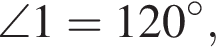 ∠1 = 120°,